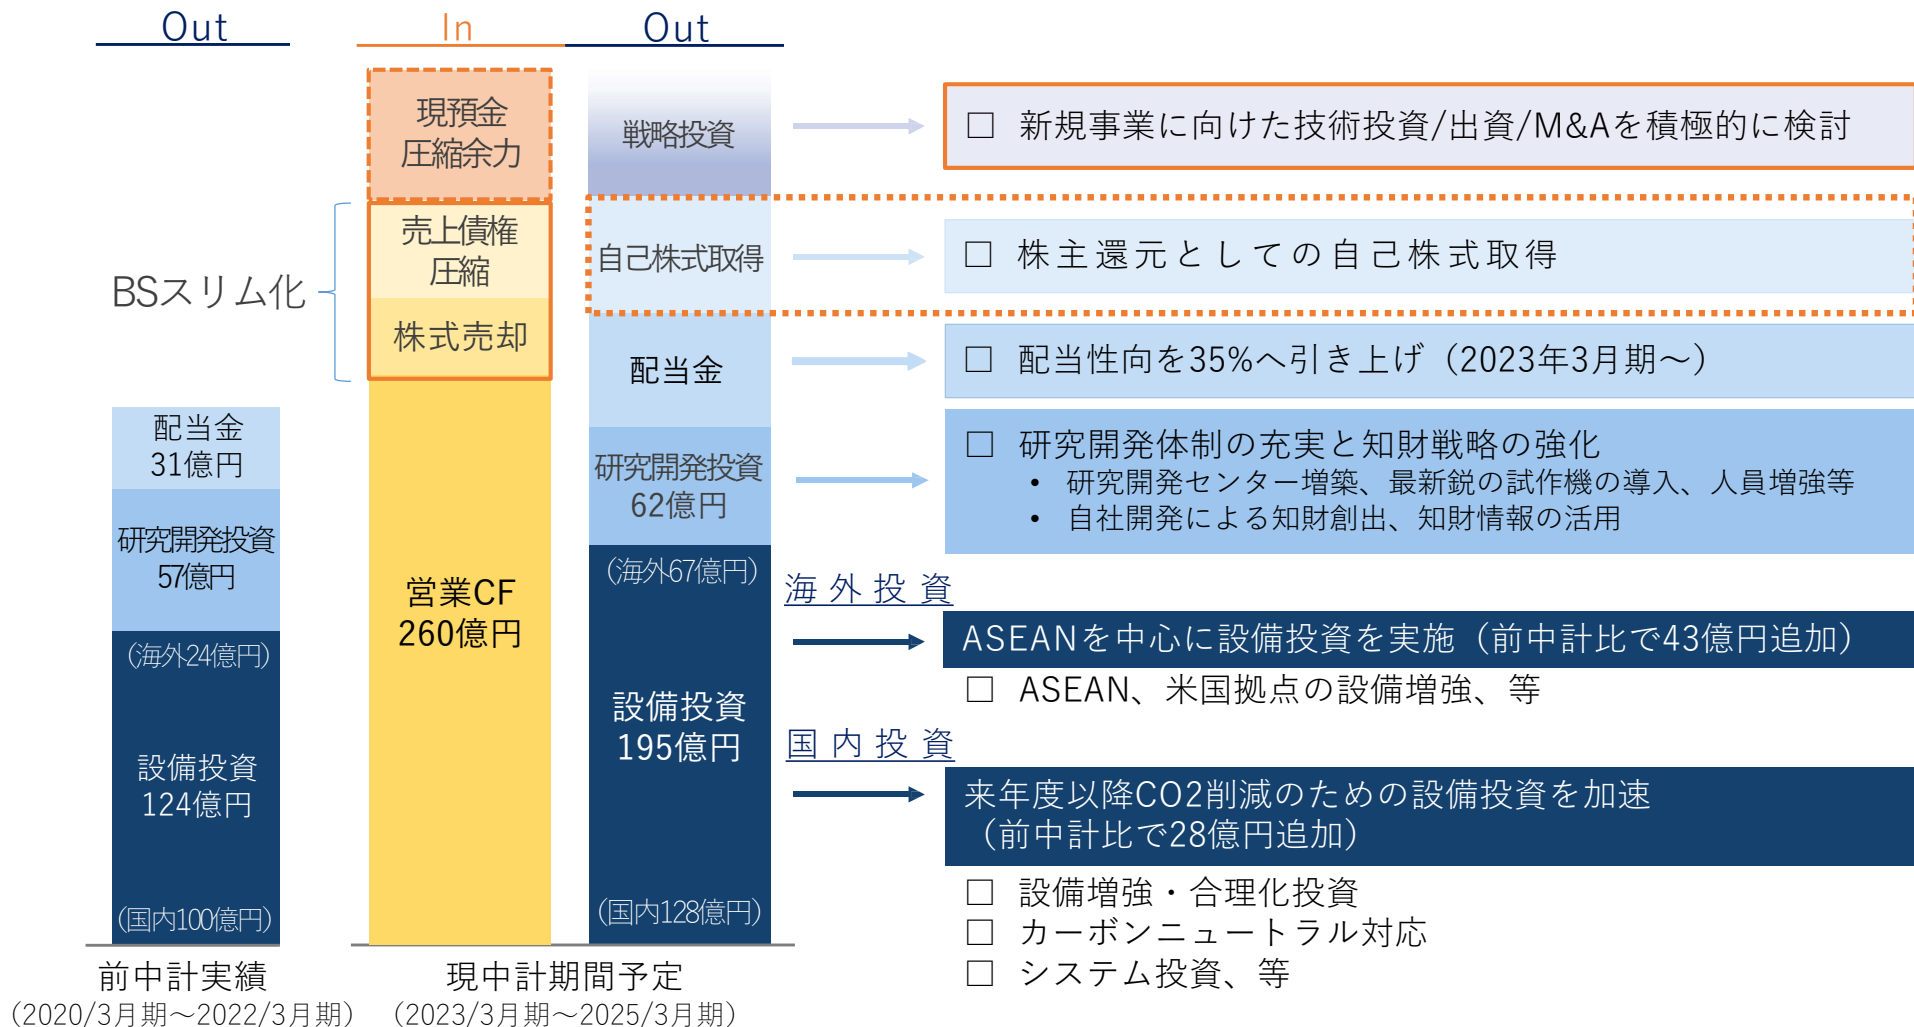 Out
In
Out
配当金
31億円
研究開発投資
57億円
(海外24億円)
設備投資
124億円
(国内100億円)
前中計実績
(2020/3月期～2022/3月期)
BSスリム化
現預金
圧縮余力
売上債権
圧縮
株式売却
営業CF
260億円
戦略投資
自己株式取得
配当金
研究開発投資
62億円
(海外67億円)
設備投資
195億円
(国内128億円)
現中計期間予定
(2023/3月期～2025/3月期)
□ 新規事業に向けた技術投資/出資/M&Aを積極的に検討
□ 株主還元としての自己株式取得
□ 配当性向を35%へ引き上げ（2023年3月期～）
□ 研究開発体制の充実と知財戦略の強化
• 研究開発センター増築、最新鋭の試作機の導入、人員増強等
• 自社開発による知財創出、知財情報の活用
海外投資
ASEANを中心に設備投資を実施（前中計比で43億円追加）
□ ASEAN、米国拠点の設備増強、等
国内投資
来年度以降CO2削減のための設備投資を加速
（前中計比で28億円追加）
□ 設備増強・合理化投資
□ カーボンニュートラル対応
□ システム投資、等